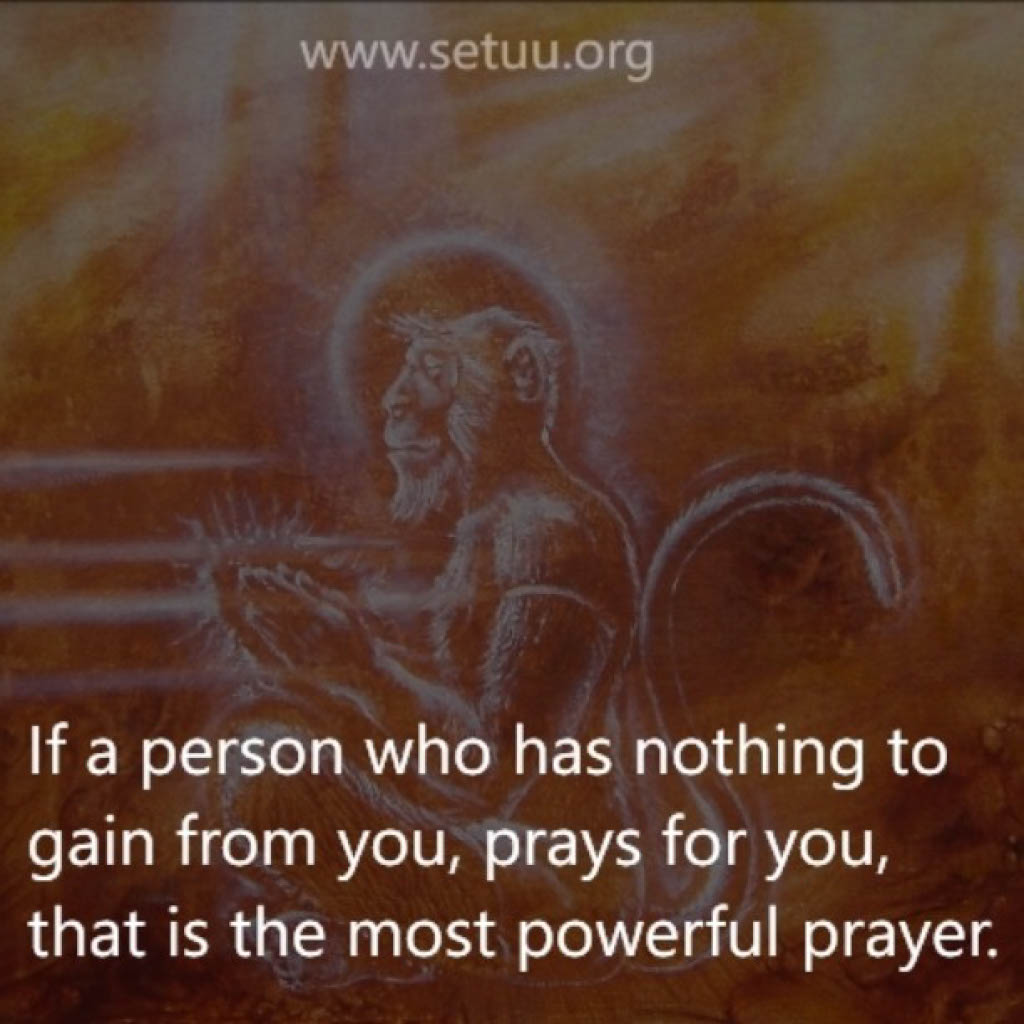 www.setuu.org
If a person who has nothing to
gain from you, prays for you,
that is the most powerful prayer.